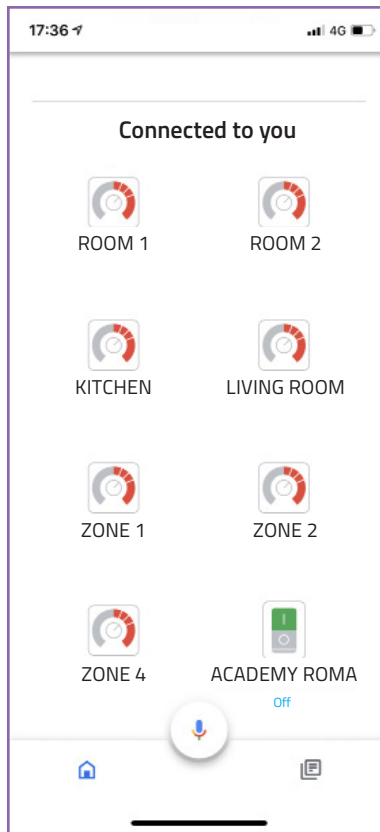 17:36 4G
Connected to you
ROOM 1 ROOM 2
KITCHEN LIVING ROOM
ZONE 1 ZONE 2
ZONE 4 ACADEMY ROMA
Off